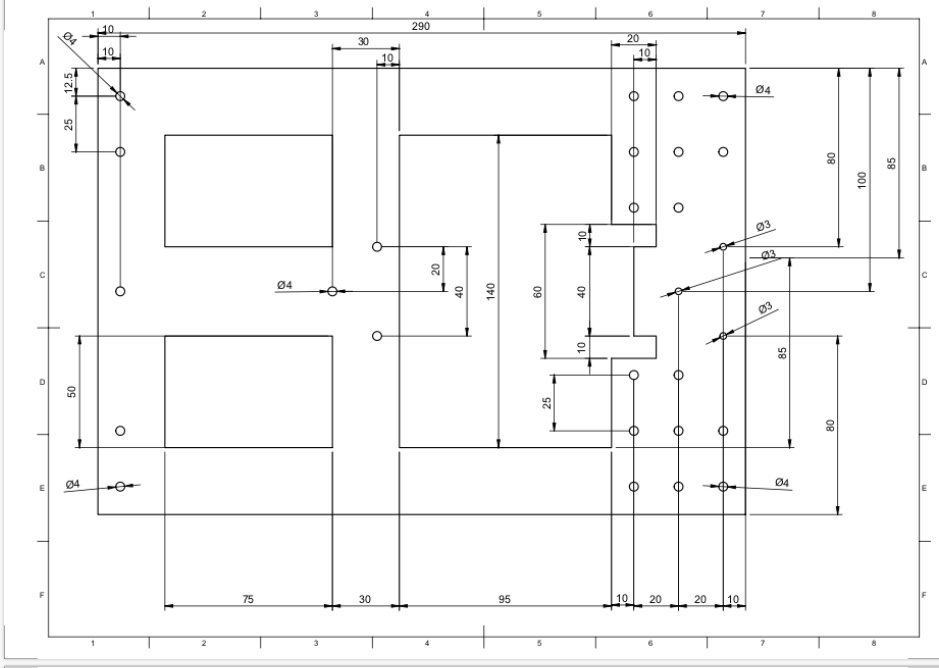 1 2 3 4 5 6 7 8
10 290
Ø4 30 20
10 10 10
A A
12.5 Ø4
25
80 85
B B
100
Ø3
10
C 20 Ø3 C
Ø4 40 140 60 40
Ø3
10 85
D 50 D
25 80
E Ø4 Ø4 E
F F
75 30 95 10 20 20 10
1 2 3 4 5 6 7 8